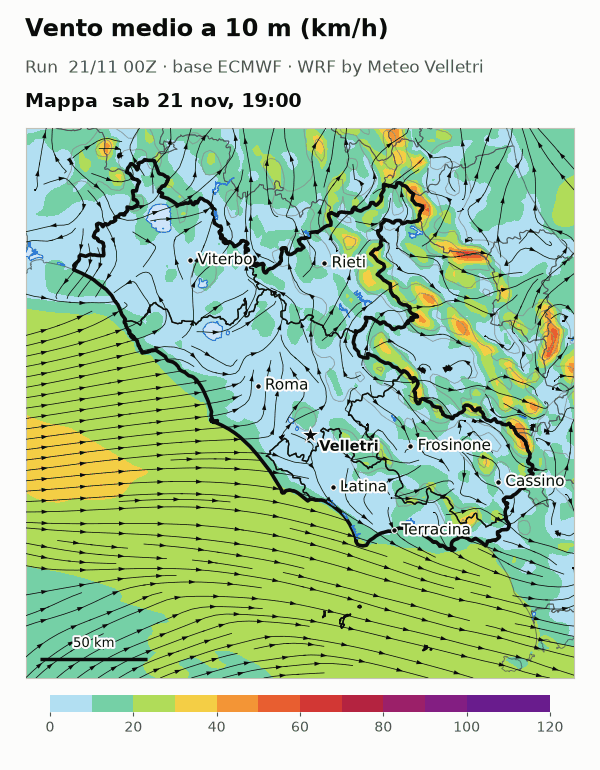 Vento medio a 10 m (km/h)
Run  21/11 00Z · base ECMWF · WRF by Meteo Velletri
Mappa  sab 21 nov, 19:00
Viterbo
Rieti
Roma
Velletri
Frosinone
Cassino
Latina
Terracina
50 km
0 20 40 60 80 100 120